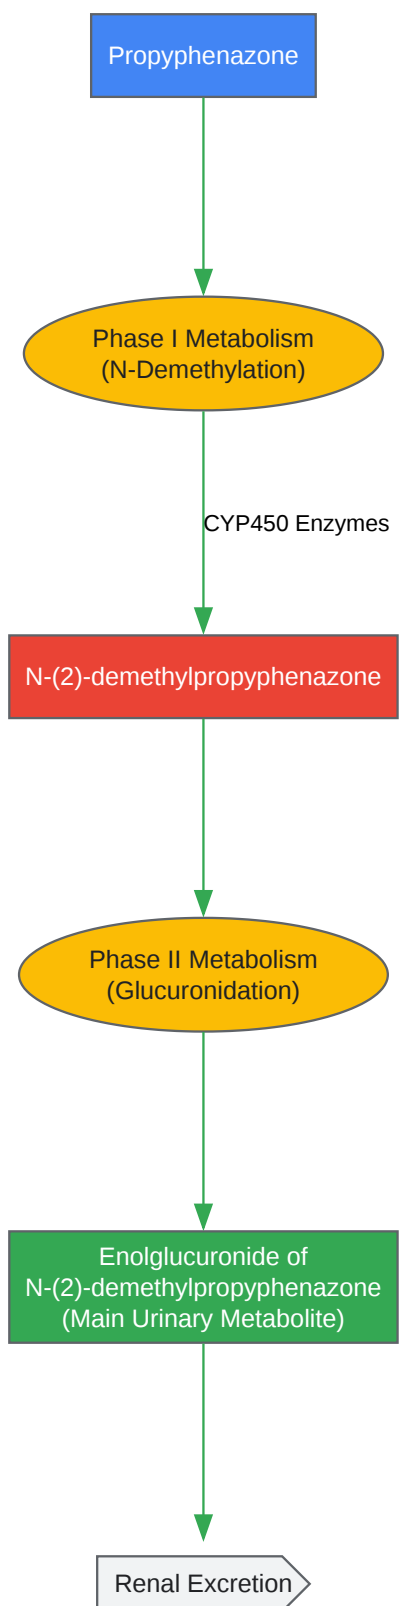 Propyphenazone
Phase I Metabolism
(N-Demethylation)
CYP450 Enzymes
N-(2)-demethylpropyphenazone
Phase II Metabolism
(Glucuronidation)
Enolglucuronide of
N-(2)-demethylpropyphenazone
(Main Urinary Metabolite)
Renal Excretion